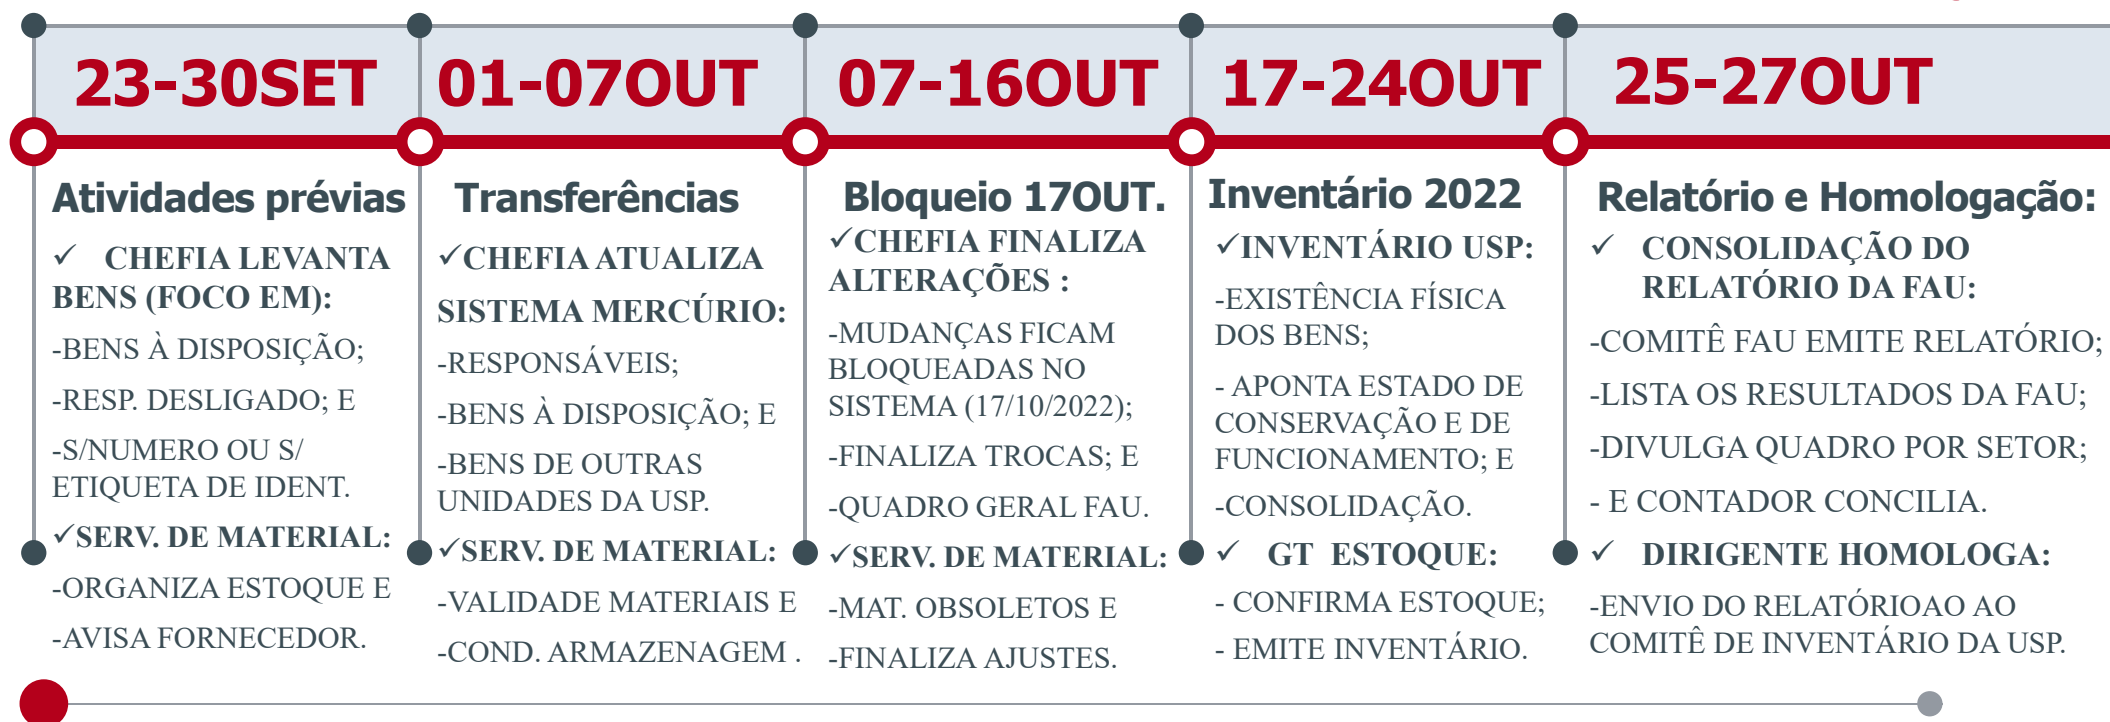 23-30SET
Atividades prévias
✓ CHEFIA LEVANTA
BENS (FOCO EM):
-BENS À DISPOSIÇÃO;
-RESP. DESLIGADO; E
-S/NUMERO OU S/
ETIQUETA DE IDENT.
✓SERV. DE MATERIAL:
-ORGANIZA ESTOQUE E
-AVISA FORNECEDOR.
01-07OUT
Transferências
✓CHEFIA ATUALIZA
SISTEMA MERCÚRIO:
-RESPONSÁVEIS;
-BENS À DISPOSIÇÃO; E
-BENS DE OUTRAS
UNIDADES DA USP.
✓SERV. DE MATERIAL:
-VALIDADE MATERIAIS E
-COND. ARMAZENAGEM .
07-16OUT
Bloqueio 17OUT.
✓CHEFIA FINALIZA
ALTERAÇÕES :
-MUDANÇAS FICAM
BLOQUEADAS NO
SISTEMA (17/10/2022);
-FINALIZA TROCAS; E
-QUADRO GERAL FAU.
✓SERV. DE MATERIAL:
-MAT. OBSOLETOS E
-FINALIZA AJUSTES.
17-24OUT
Inventário 2022
✓INVENTÁRIO USP:
-EXISTÊNCIA FÍSICA
DOS BENS;
- APONTA ESTADO DE
CONSERVAÇÃO E DE
FUNCIONAMENTO; E
-CONSOLIDAÇÃO.
✓ GT ESTOQUE:
- CONFIRMA ESTOQUE;
- EMITE INVENTÁRIO.
25-27OUT
Relatório e Homologação:
✓ CONSOLIDAÇÃO DO
RELATÓRIO DA FAU:
-COMITÊ FAU EMITE RELATÓRIO;
-LISTA OS RESULTADOS DA FAU;
-DIVULGA QUADRO POR SETOR;
- E CONTADOR CONCILIA.
✓ DIRIGENTE HOMOLOGA:
-ENVIO DO RELATÓRIOAO AO
COMITÊ DE INVENTÁRIO DA USP.